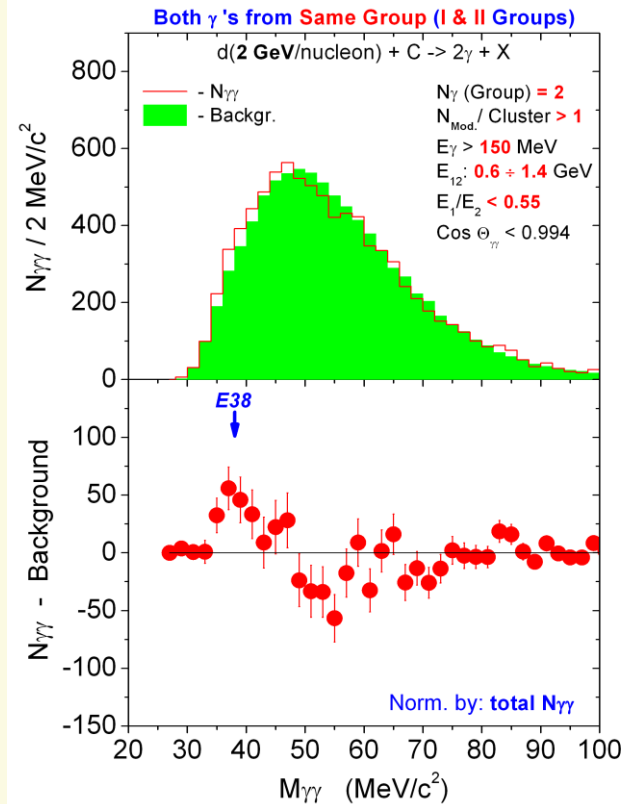 Both γ 's from Same Group (I & II Groups)
d(2 GeV/nucleon) + C -> 2γ + X
- Nγγ
- Backgr.
Nγ (Group) = 2
N_Mod. / Cluster > 1
Eγ > 150 MeV
E₁₂: 0.6 ÷ 1.4 GeV
E₁/E₂ < 0.55
Cos Θ_γγ < 0.994
Nγγ / 2 MeV/c²
800
600
400
200
0
E38
Nγγ - Background
100
50
0
-50
-100
-150
Norm. by: total Nγγ
20 30 40 50 60 70 80 90 100
Mγγ (MeV/c²)